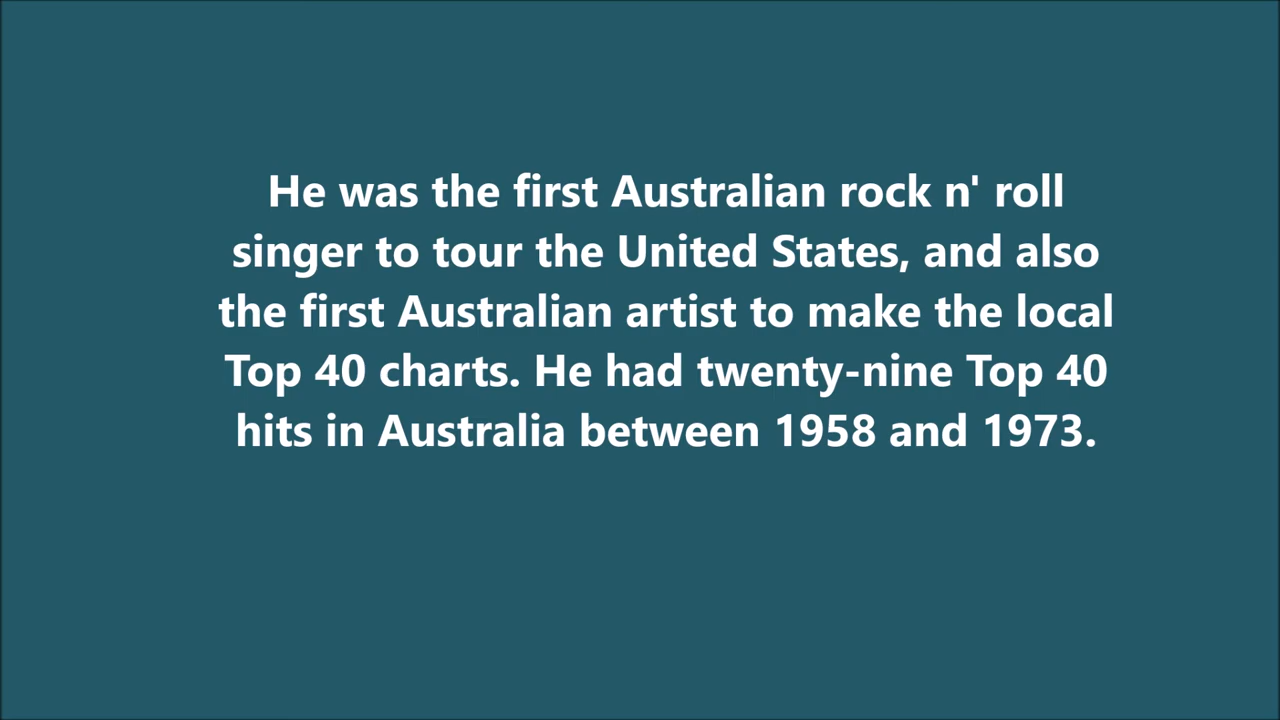 He was the first Australian rock n' roll
singer to tour the United States, and also
the first Australian artist to make the local
Top 40 charts. He had twenty-nine Top 40
hits in Australia between 1958 and 1973.